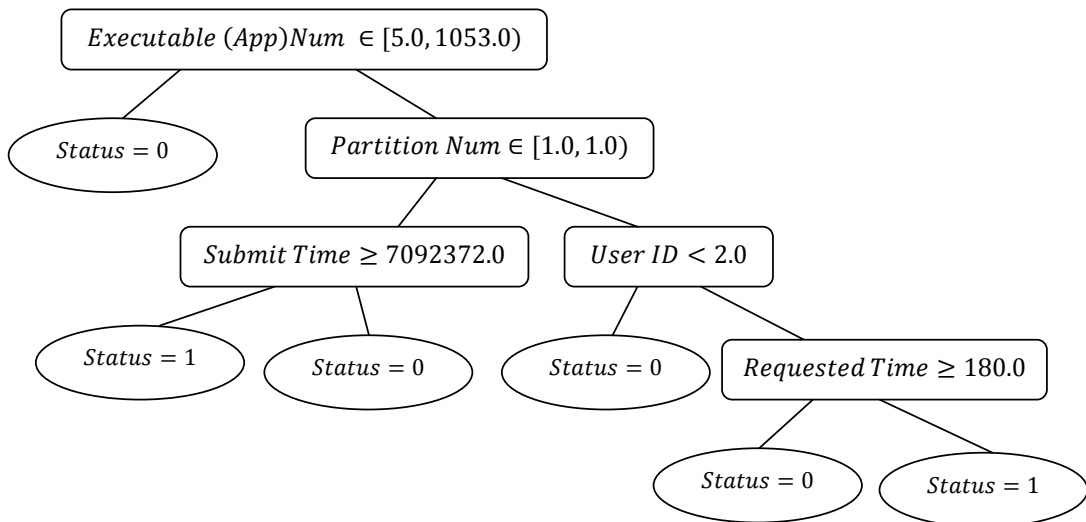 Executable (App)Num ∈ [5.0, 1053.0)
Status = 0
Partition Num ∈ [1.0, 1.0)
Submit Time ≥ 7092372.0
User ID < 2.0
Status = 1
Status = 0
Status = 0
Requested Time ≥ 180.0
Status = 0
Status = 1